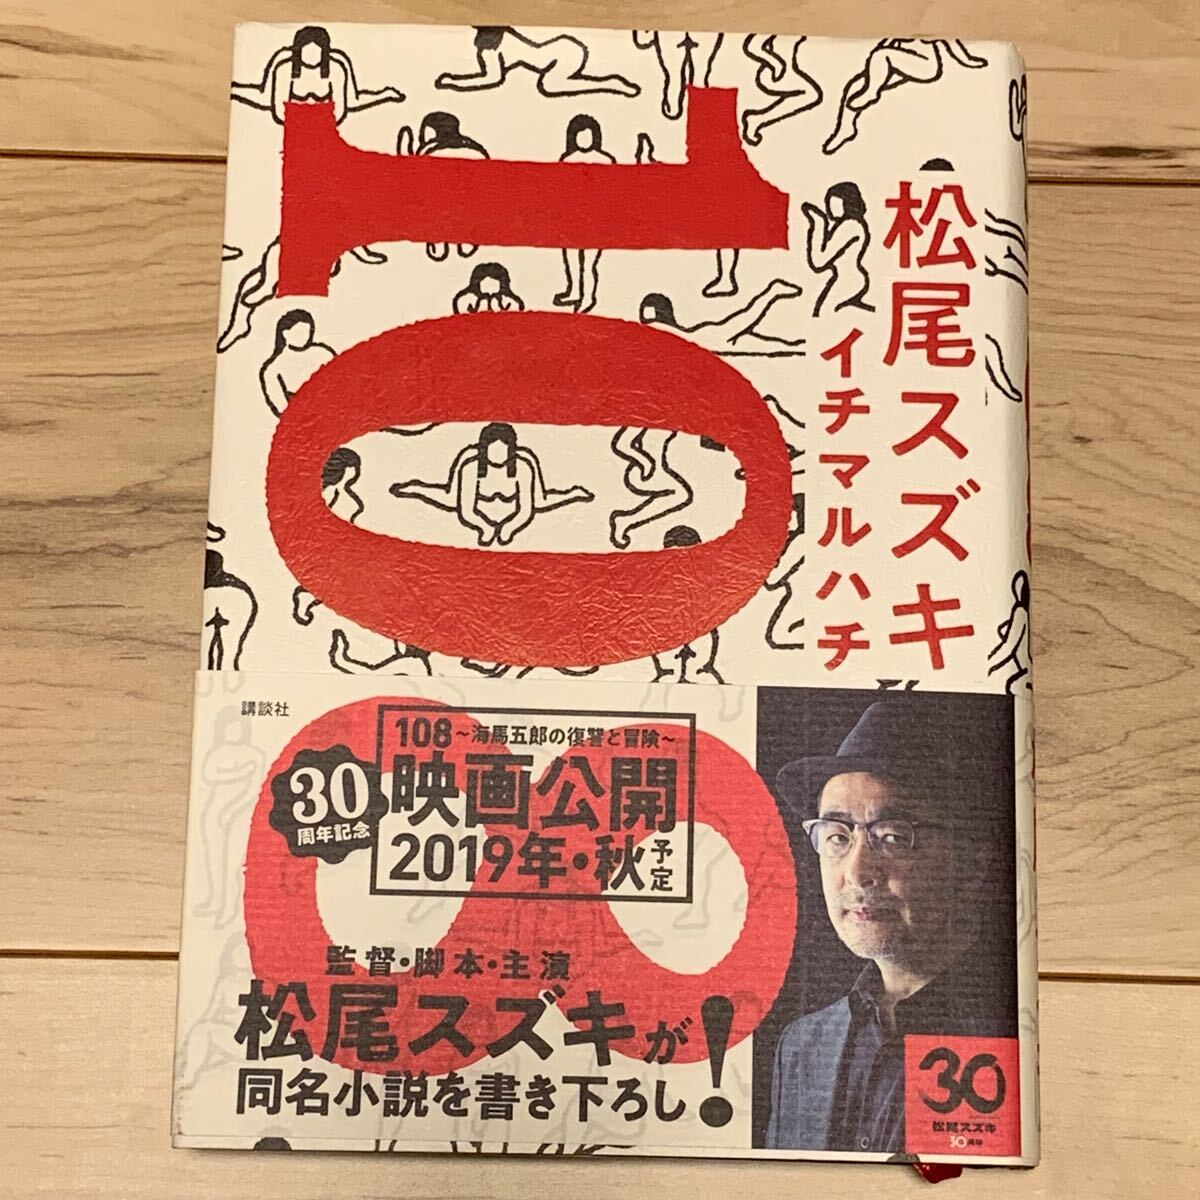 108
松尾スズキ
イチマルハチ
講談社
30
周年記念
108～海馬五郎の復讐と冒険～
映画公開
2019年・秋予定
監督・脚本・主演
松尾スズキが
同名小説を書き下ろし!
30
松尾スズキ
30周年